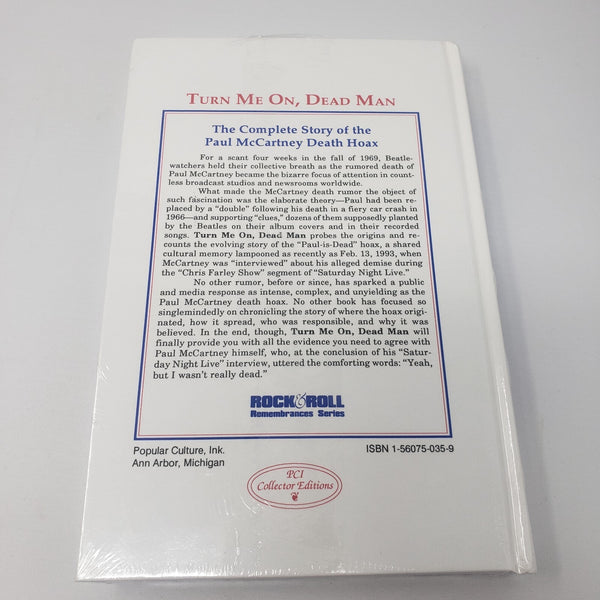 TURN ME ON, DEAD MAN
The Complete Story of the
Paul McCartney Death Hoax
For a scant four weeks in the fall of 1969, Beatle-
watchers held their collective breath as the rumored death of
Paul McCartney became the bizarre focus of attention in count-
less broadcast studios and newsrooms worldwide.
What made the McCartney death rumor the object of
such fascination was the elaborate theory—Paul had been re-
placed by a "double" following his death in a fiery car crash in
1966—and supporting "clues," dozens of them supposedly planted
by the Beatles on their album covers and in their recorded
songs. Turn Me On, Dead Man probes the origins and re-
counts the evolving story of the "Paul-is-Dead" hoax, a shared
cultural memory lampooned as recently as Feb. 13, 1993, when
McCartney was "interviewed" about his alleged demise during
the "Chris Farley Show" segment of "Saturday Night Live."
No other rumor, before or since, has sparked a public
and media response as intense, complex, and unyielding as the
Paul McCartney death hoax. No other book has focused so
singlemindedly on chronicling the story of where the hoax origi-
nated, how it spread, who was responsible, and why it was
believed. In the end, though, Turn Me On, Dead Man will
finally provide you with all the evidence you need to agree with
Paul McCartney himself, who, at the conclusion of his "Satur-
day Night Live" interview, uttered the comforting words: "Yeah,
but I wasn't really dead."
ROCK & ROLL
Remembrances Series
Popular Culture, Ink.
Ann Arbor, Michigan
ISBN 1-56075-035-9
PCI
Collector Editions